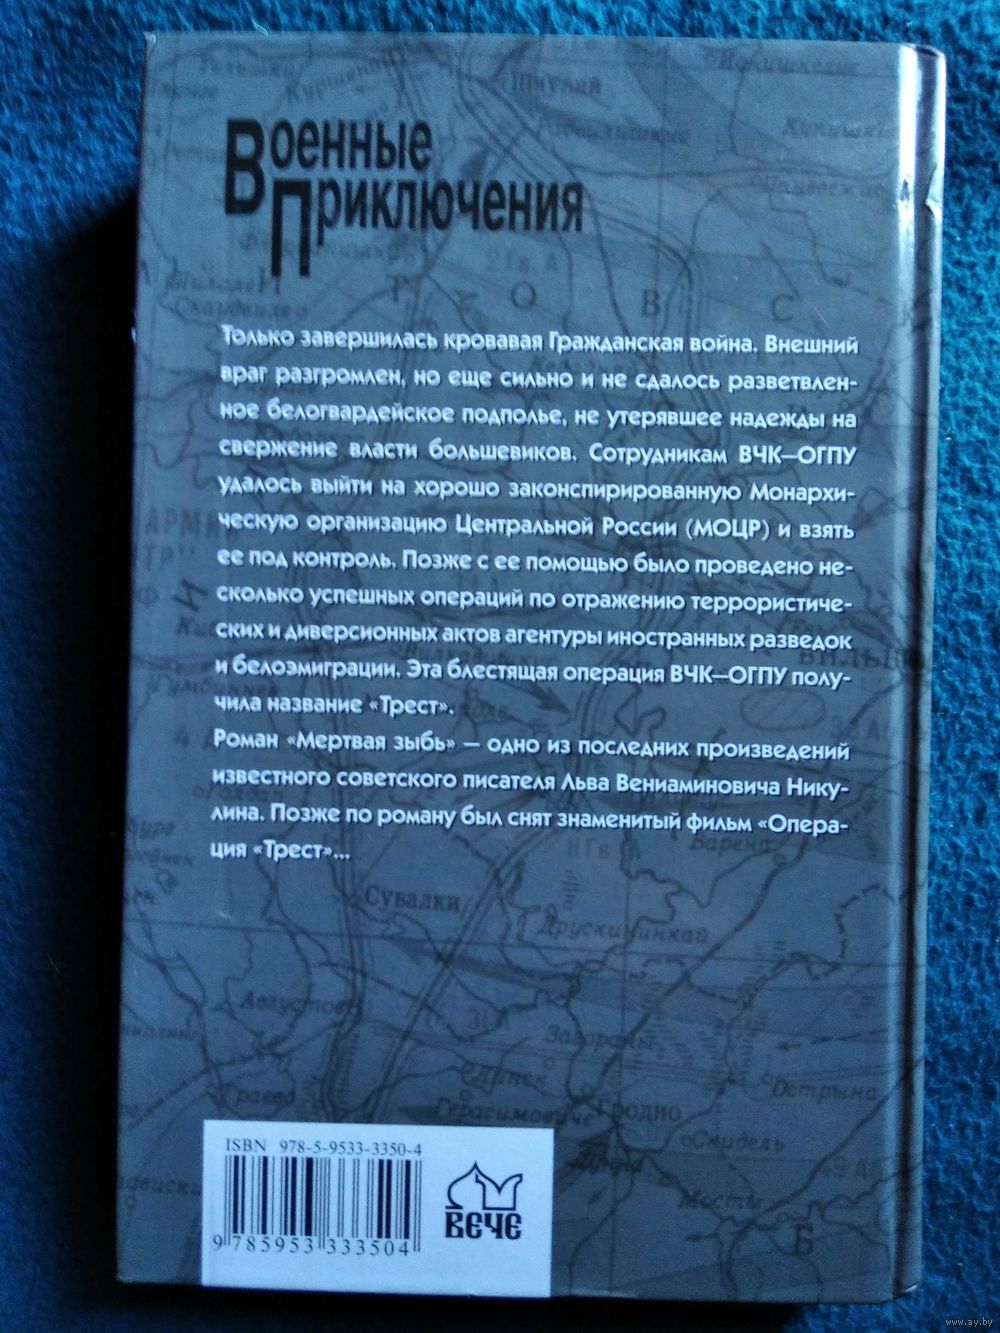 Военные
Приключения
Только завершилась кровавая Гражданская война. Внешний
враг разгромлен, но еще сильно и не сдалось разветвлен-
ное белогвардейское подполье, не утерявшее надежды на
свержение власти большевиков. Сотрудникам ВЧК—ОГПУ
удалось выйти на хорошо законспирированную Монархи-
ческую организацию Центральной России (МОЦР) и взять
ее под контроль. Позже с ее помощью было проведено не-
сколько успешных операций по отражению террористиче-
ских и диверсионных актов агентуры иностранных разведок
и белоэмиграции. Эта блестящая операция ВЧК—ОГПУ полу-
чила название «Трест».
Роман «Мертвая зыбь» — одно из последних произведений
известного советского писателя Льва Вениаминовича Нику-
лина. Позже по роману был снят знаменитый фильм «Опера-
ция «Трест»...
Сувалки
Друскининкай
Августов
Загораны
Граево
Гродно
Острына
Скидель
Мосты
Б
ISBN 978-5-9533-3350-4
9 785953 333504
ВЕЧЕ
www.ay.by